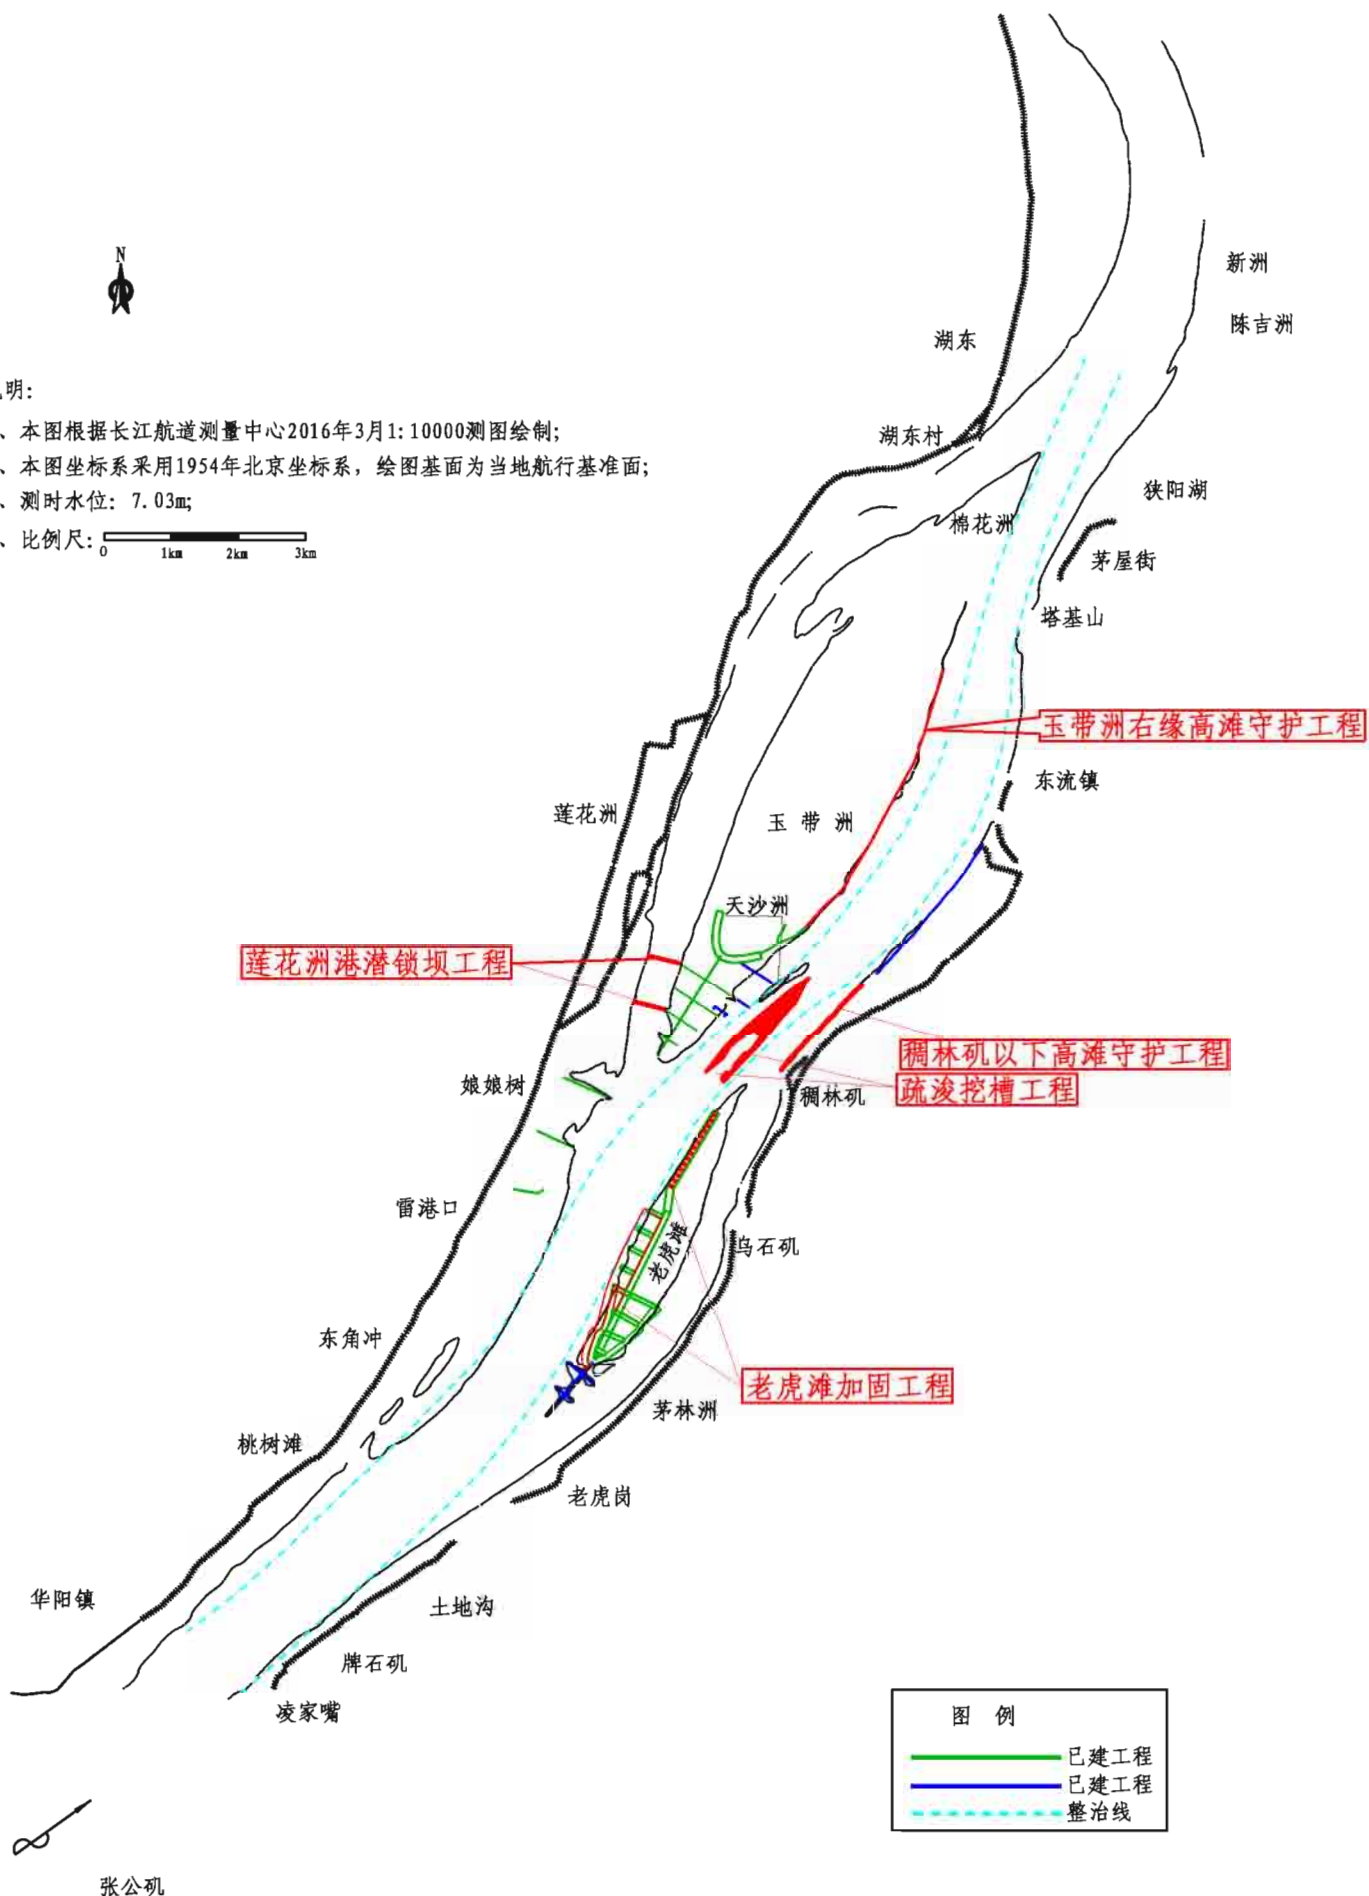 N
新洲
陈吉洲
湖东
明:
、本图根据长江航道测量中心2016年3月1:10000测图绘制;
、本图坐标系采用1954年北京坐标系，绘图基面为当地航行基准面;
、测时水位: 7.03m;
、比例尺:
0 1km 2km 3km
湖东村
狭阳湖
棉花洲
茅屋街
塔基山
玉带洲右缘高滩守护工程
东流镇
莲花洲
玉带洲
天沙洲
莲花洲港潜锁坝工程
稠林矶以下高滩守护工程
疏浚挖槽工程
娘娘树
稠林矶
雷港口
老虎滩
乌石矶
东角冲
老虎滩加固工程
茅林洲
桃树滩
老虎岗
华阳镇
土地沟
牌石矶
凌家嘴
图 例
已建工程
已建工程
整治线
张公矶